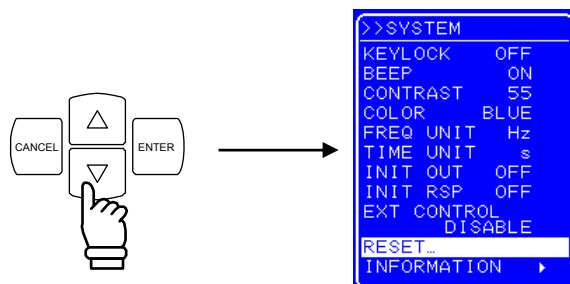 CANCEL
ENTER
>>SYSTEM
KEYLOCK OFF
BEEP ON
CONTRAST 55
COLOR BLUE
FREQ UNIT Hz
TIME UNIT s
INIT OUT OFF
INIT RSP OFF
EXT CONTROL
DISABLE
RESET…
INFORMATION